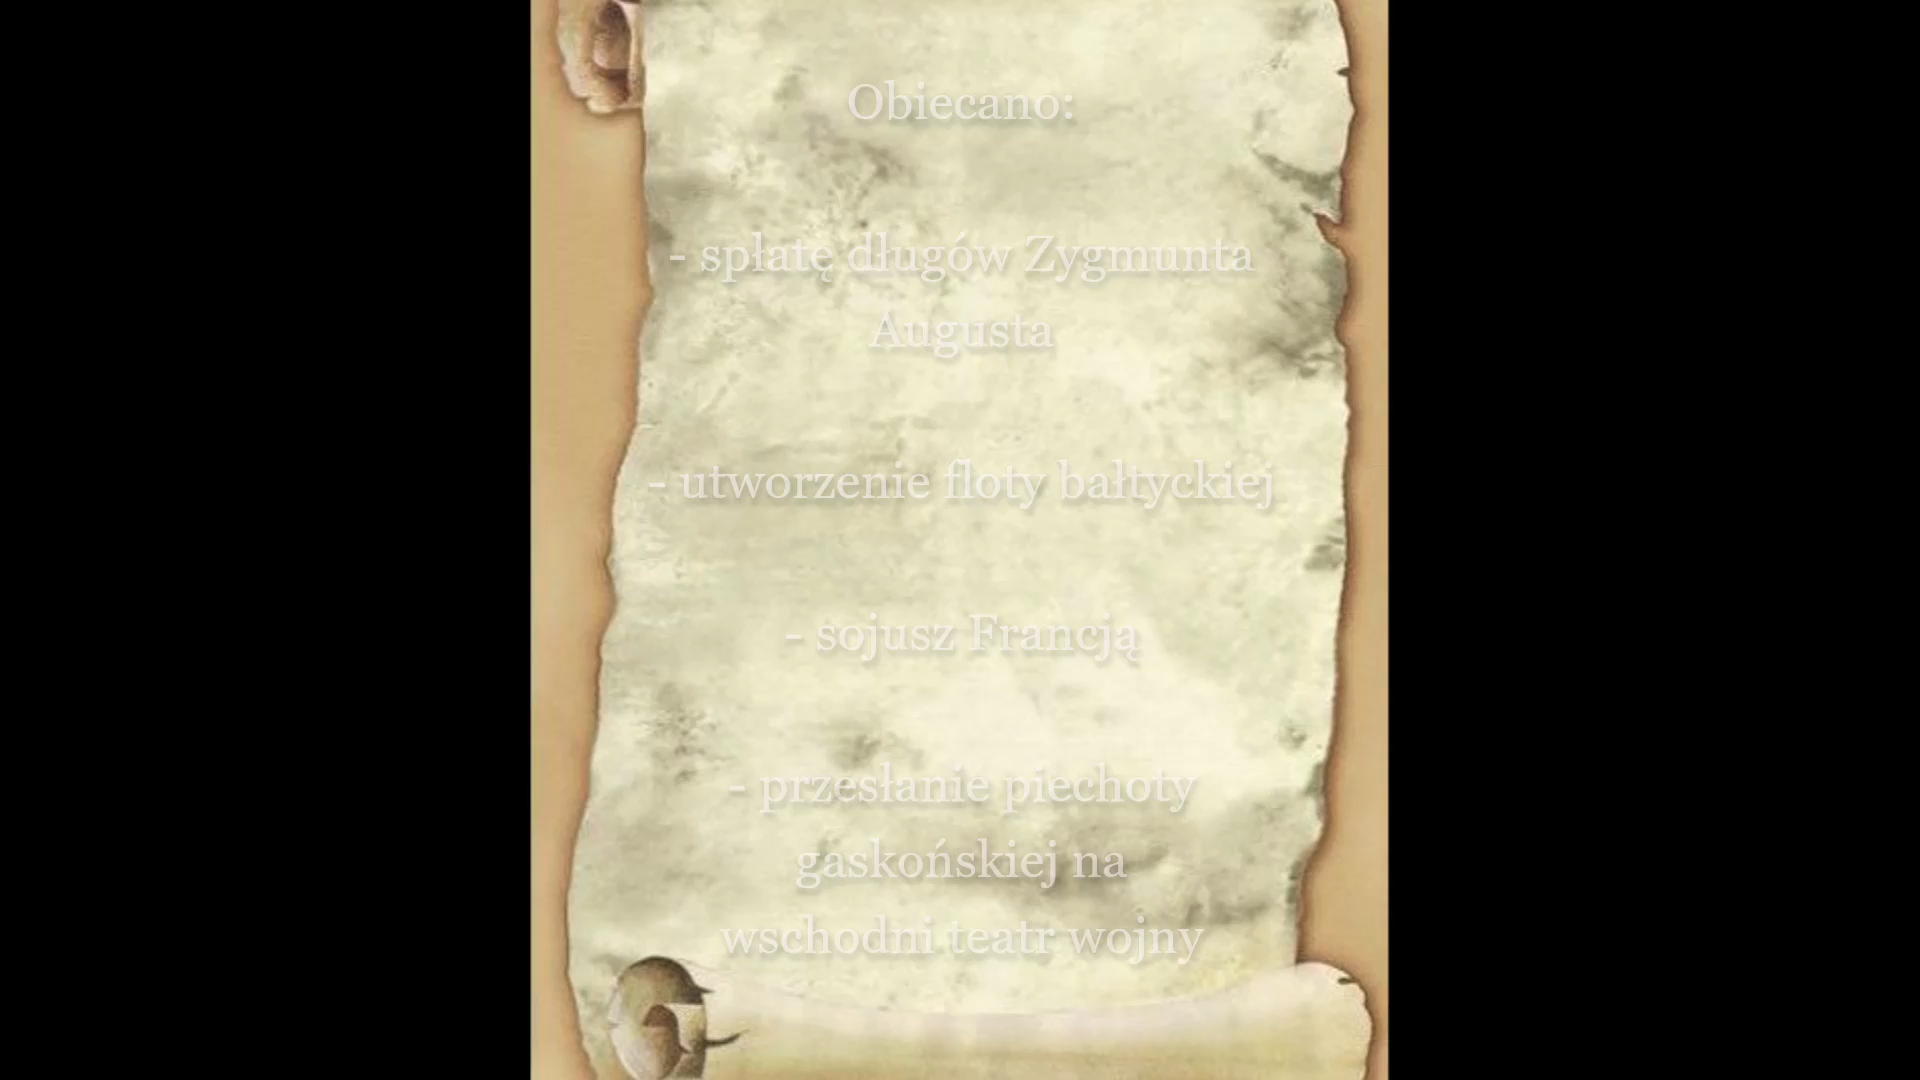 Obiecano:
- spłatę długów Zygmunta
Augusta
- utworzenie floty bałtyckiej
- sojusz Francją
- przesłanie piechoty
gaskońskiej na
wschodni teatr wojny